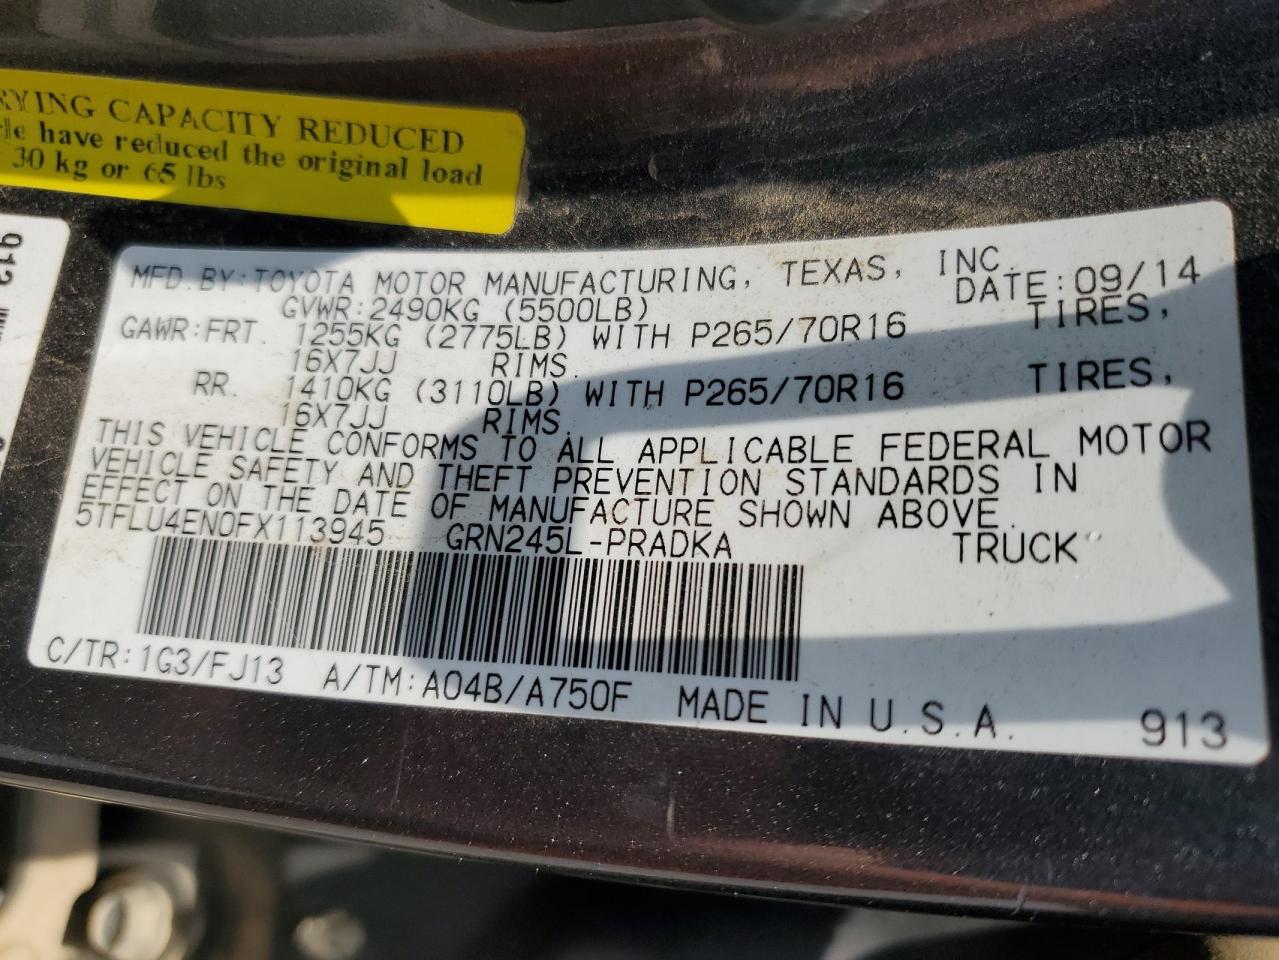 YING CAPACITY REDUCED
have reduced the original load
30 kg or 65 lbs
912
MFD. BY: TOYOTA MOTOR MANUFACTURING, TEXAS, INC.
DATE: 09/14
GVWR: 2490KG (5500LB)
GAWR: FRT. 1255KG (2775LB) WITH P265/70R16 TIRES,
16X7JJ RIMS.
RR. 1410KG (3110LB) WITH P265/70R16 TIRES,
16X7JJ RIMS.
THIS VEHICLE CONFORMS TO ALL APPLICABLE FEDERAL MOTOR
VEHICLE SAFETY AND THEFT PREVENTION STANDARDS IN
EFFECT ON THE DATE OF MANUFACTURE SHOWN ABOVE.
5TFLU4EN0FX113945 GRN245L-PRADKA TRUCK
C/TR: 1G3/FJ13 A/TM: A04B/A750F MADE IN U.S.A. 913